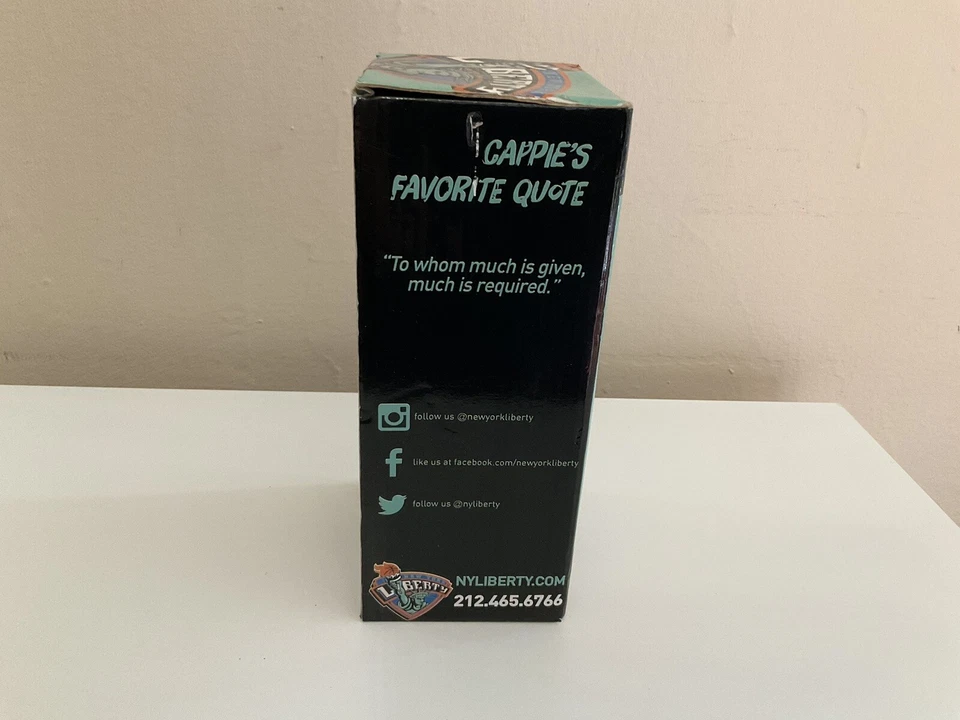 CAPPIE'S
FAVORITE QUOTE
“To whom much is given,
much is required.”
follow us @newyorkliberty
like us at facebook.com/newyorkliberty
follow us @nyliberty
LIBERTY
NYLIBERTY.COM
212.465.6766